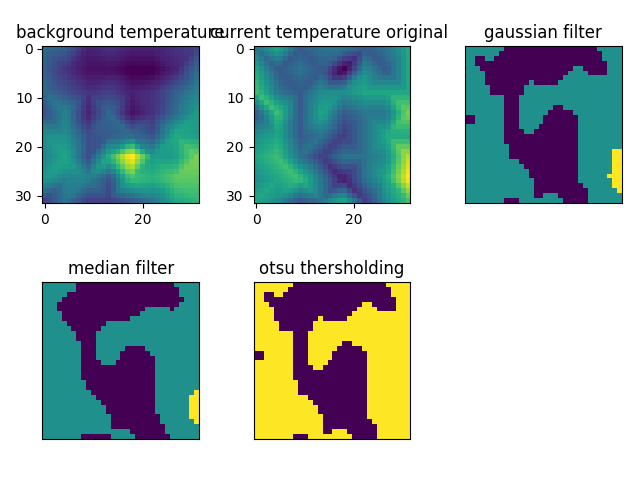 background temperature
current temperature original
gaussian filter
0
10
20
30
0
20
0
10
20
30
0
20
median filter
otsu thersholding